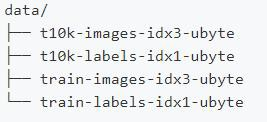 data/
├── t10k-images-idx3-ubyte
├── t10k-labels-idx1-ubyte
├── train-images-idx3-ubyte
└── train-labels-idx1-ubyte